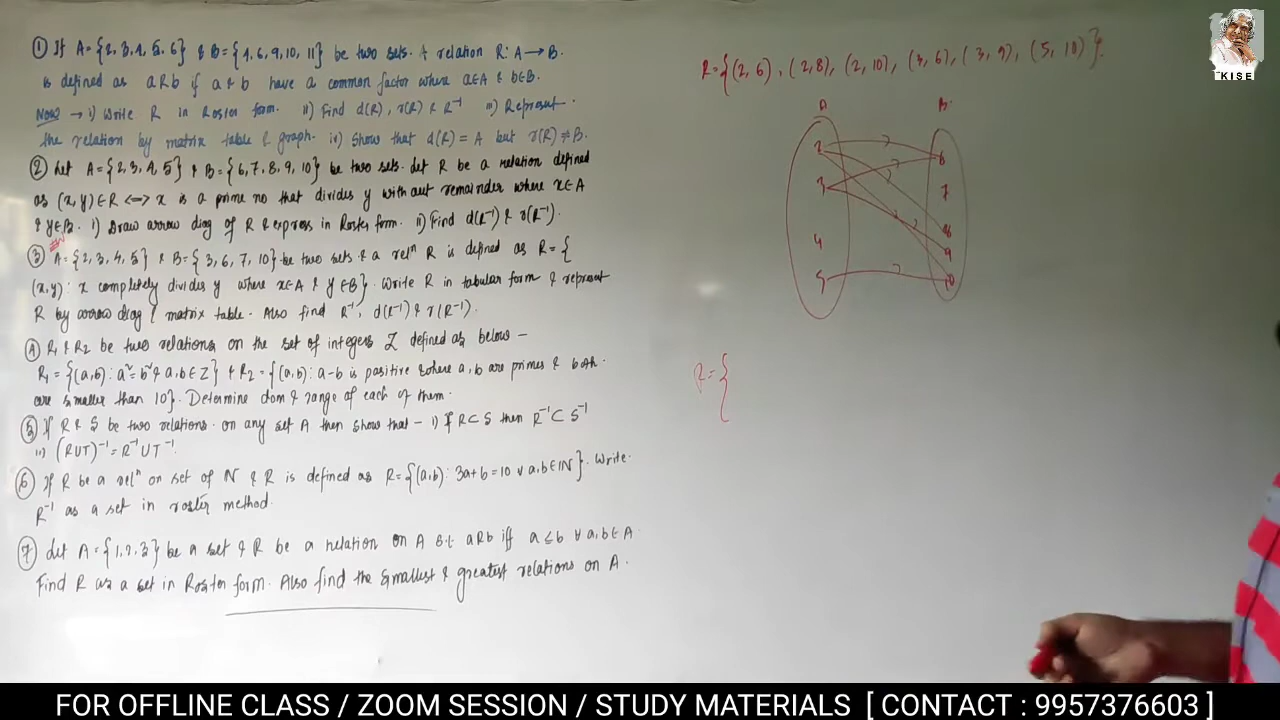 ① If A={2,3,4,5,6} & B={4,6,9,10,11} be two sets. A relation R: A→B.
is defined as aRb if a & b have a common factor where a∈A & b∈B.
Now → i) Write R in Roster form. ii) Find d(R), r(R) & R⁻¹ iii) Represent
the relation by matrix table & graph. iv) Show that d(R)=A but r(R)≠B.
② Let A={2,3,4,5} & B={6,7,8,9,10} be two sets. Let R be a relation defined
as (x,y)∈R <=> x is a prime no that divides y without remainder where x∈A
& y∈B. i) Draw arrow diag of R & express in Roster form. ii) Find d(R⁻¹) & r(R⁻¹).
③ A={2,3,4,5} & B={3,6,7,10} be two sets & a relⁿ R is defined as R={
(x,y): x completely divides y where x∈A & y∈B}. Write R in tabular form & represent
R by arrow diag & matrix table. Also find R⁻¹, d(R⁻¹) & r(R⁻¹).
④ R₁ & R₂ be two relations on the set of integers Z defined as below –
R₁={(a,b): a²=b² & a,b∈Z} & R₂={(a,b): a-b is positive where a,b are primes & both
are smaller than 10}. Determine dom & range of each of them.
⑤ If R & S be two relations on any set A then show that – i) If R⊂S then R⁻¹⊂S⁻¹
ii) (RUT)⁻¹=R⁻¹UT⁻¹.
⑥ If R be a relⁿ on set of N & R is defined as R={(a,b): 3a+b=10 ∀ a,b∈N}. Write
R⁻¹ as a set in roster method.
⑦ Let A={1,2,3} be a set & R be a relation on A s.t aRb iff a≤b ∀ a,b∈A
Find R as a set in Roster form. Also find the smallest & greatest relations on A.
R={(2,6), (2,8), (2,10), (3,6), (3,9), (5,10)}.
A B
2 6
3 7
4 8
5 9
10
R={
KISE
FOR OFFLINE CLASS / ZOOM SESSION / STUDY MATERIALS [ CONTACT : 9957376603 ]